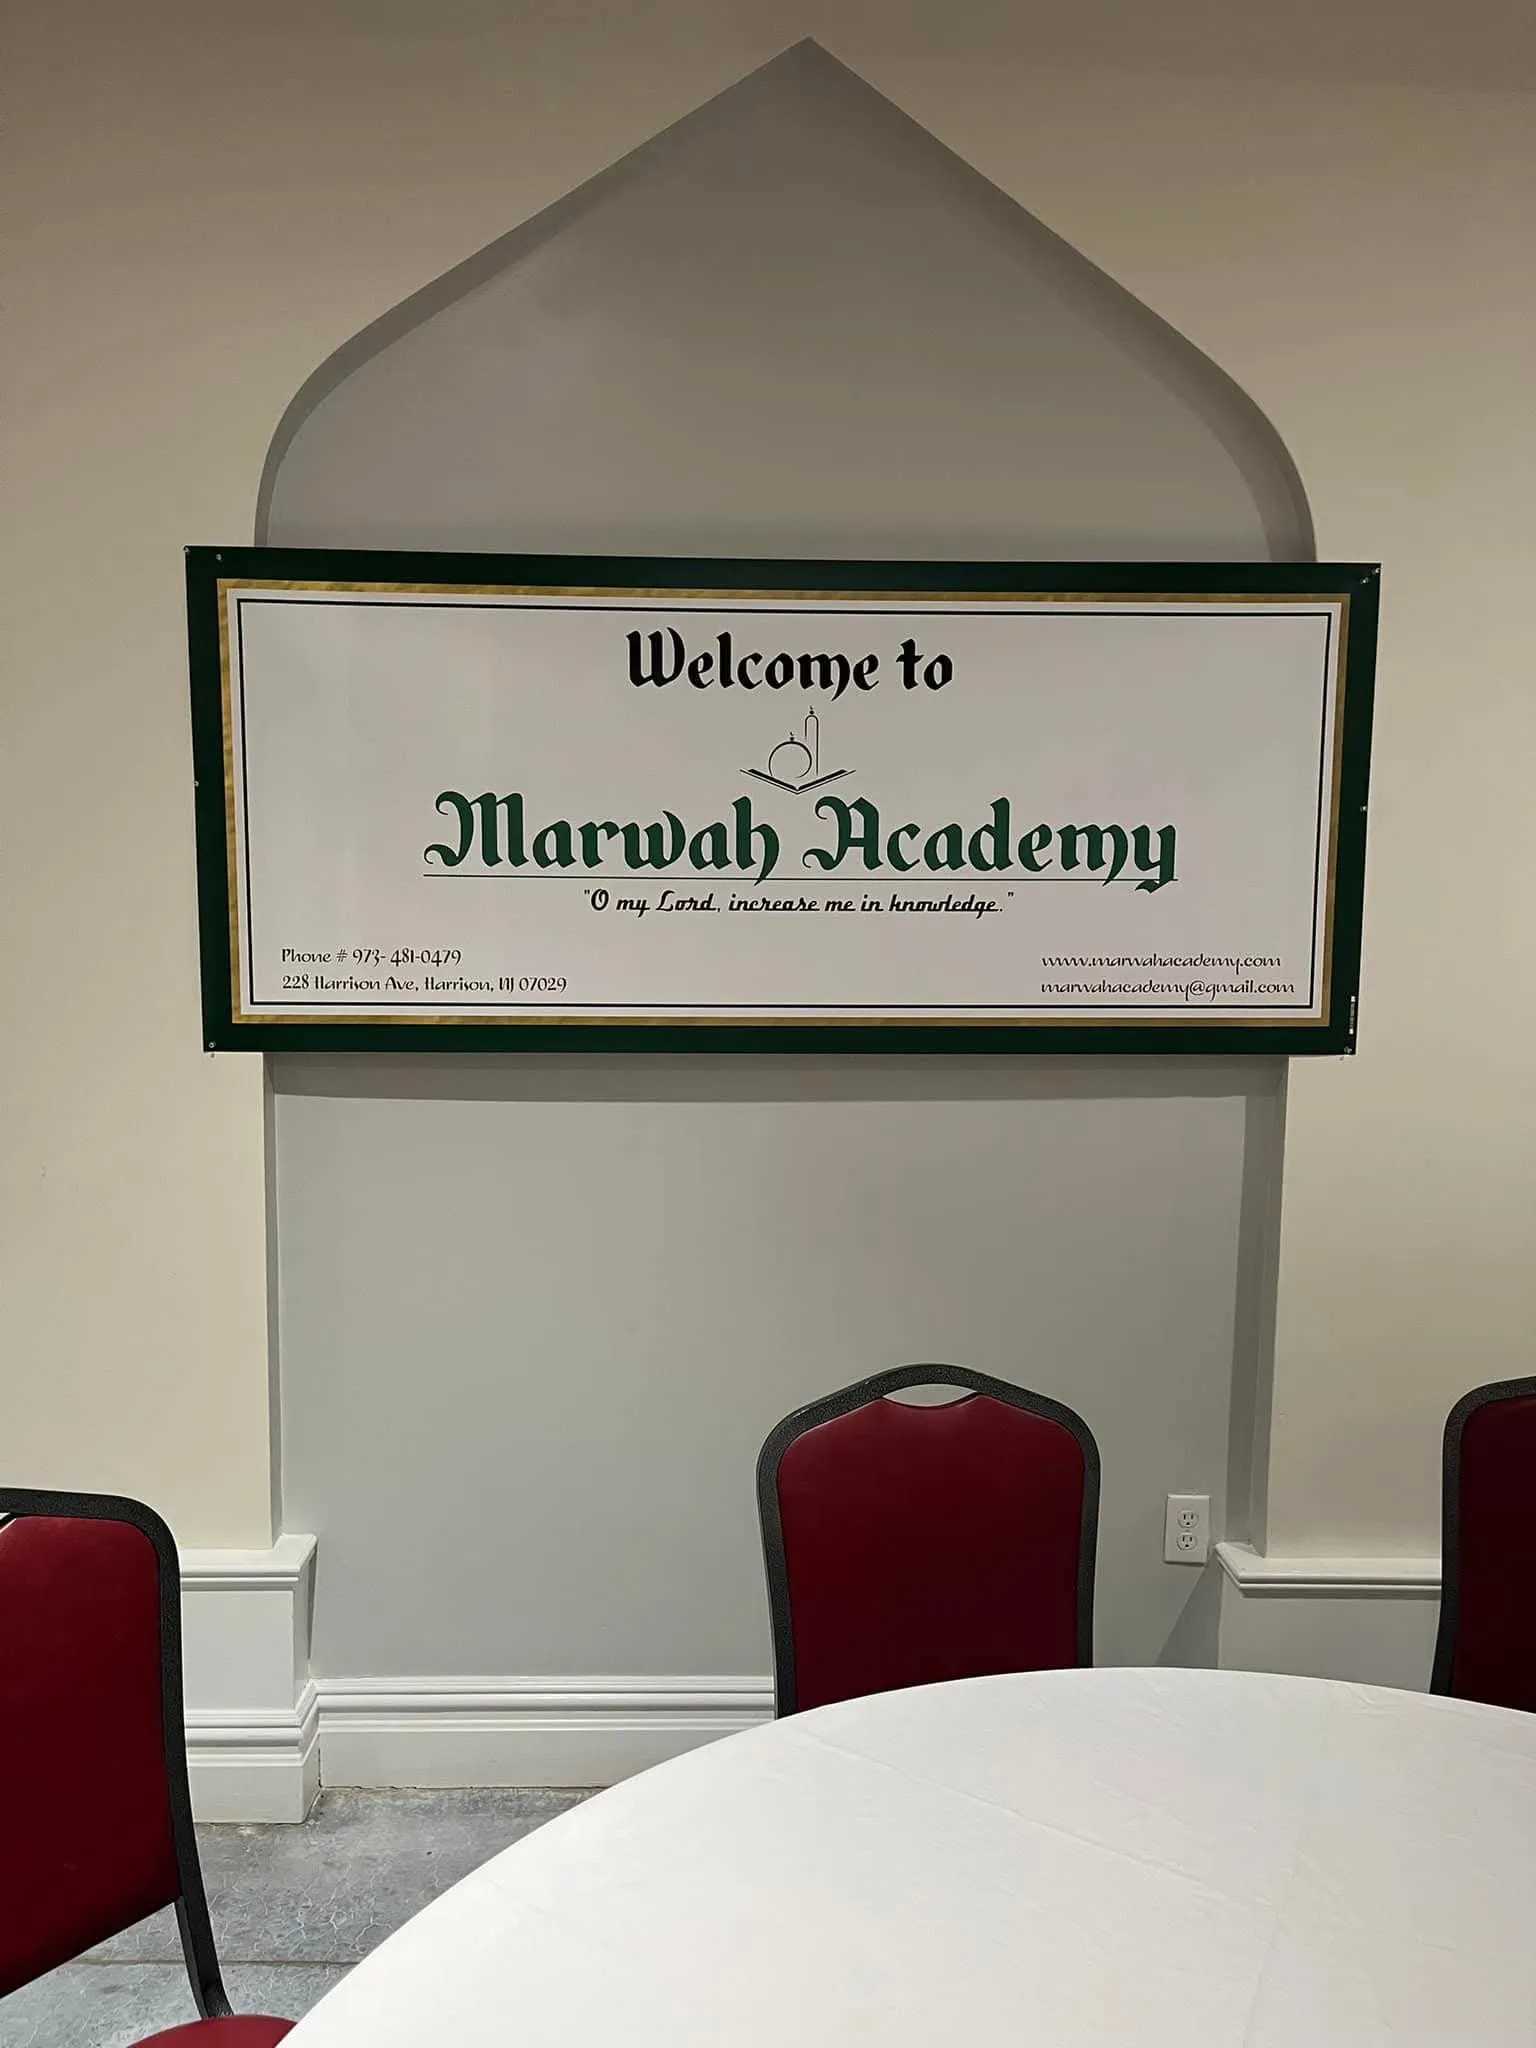 Welcome to
Marwah Academy
"O my Lord, increase me in knowledge."
Phone # 973- 481-0479
228 Harrison Ave, Harrison, NJ 07029
www.marwahacademy.com
marwahacademy@gmail.com